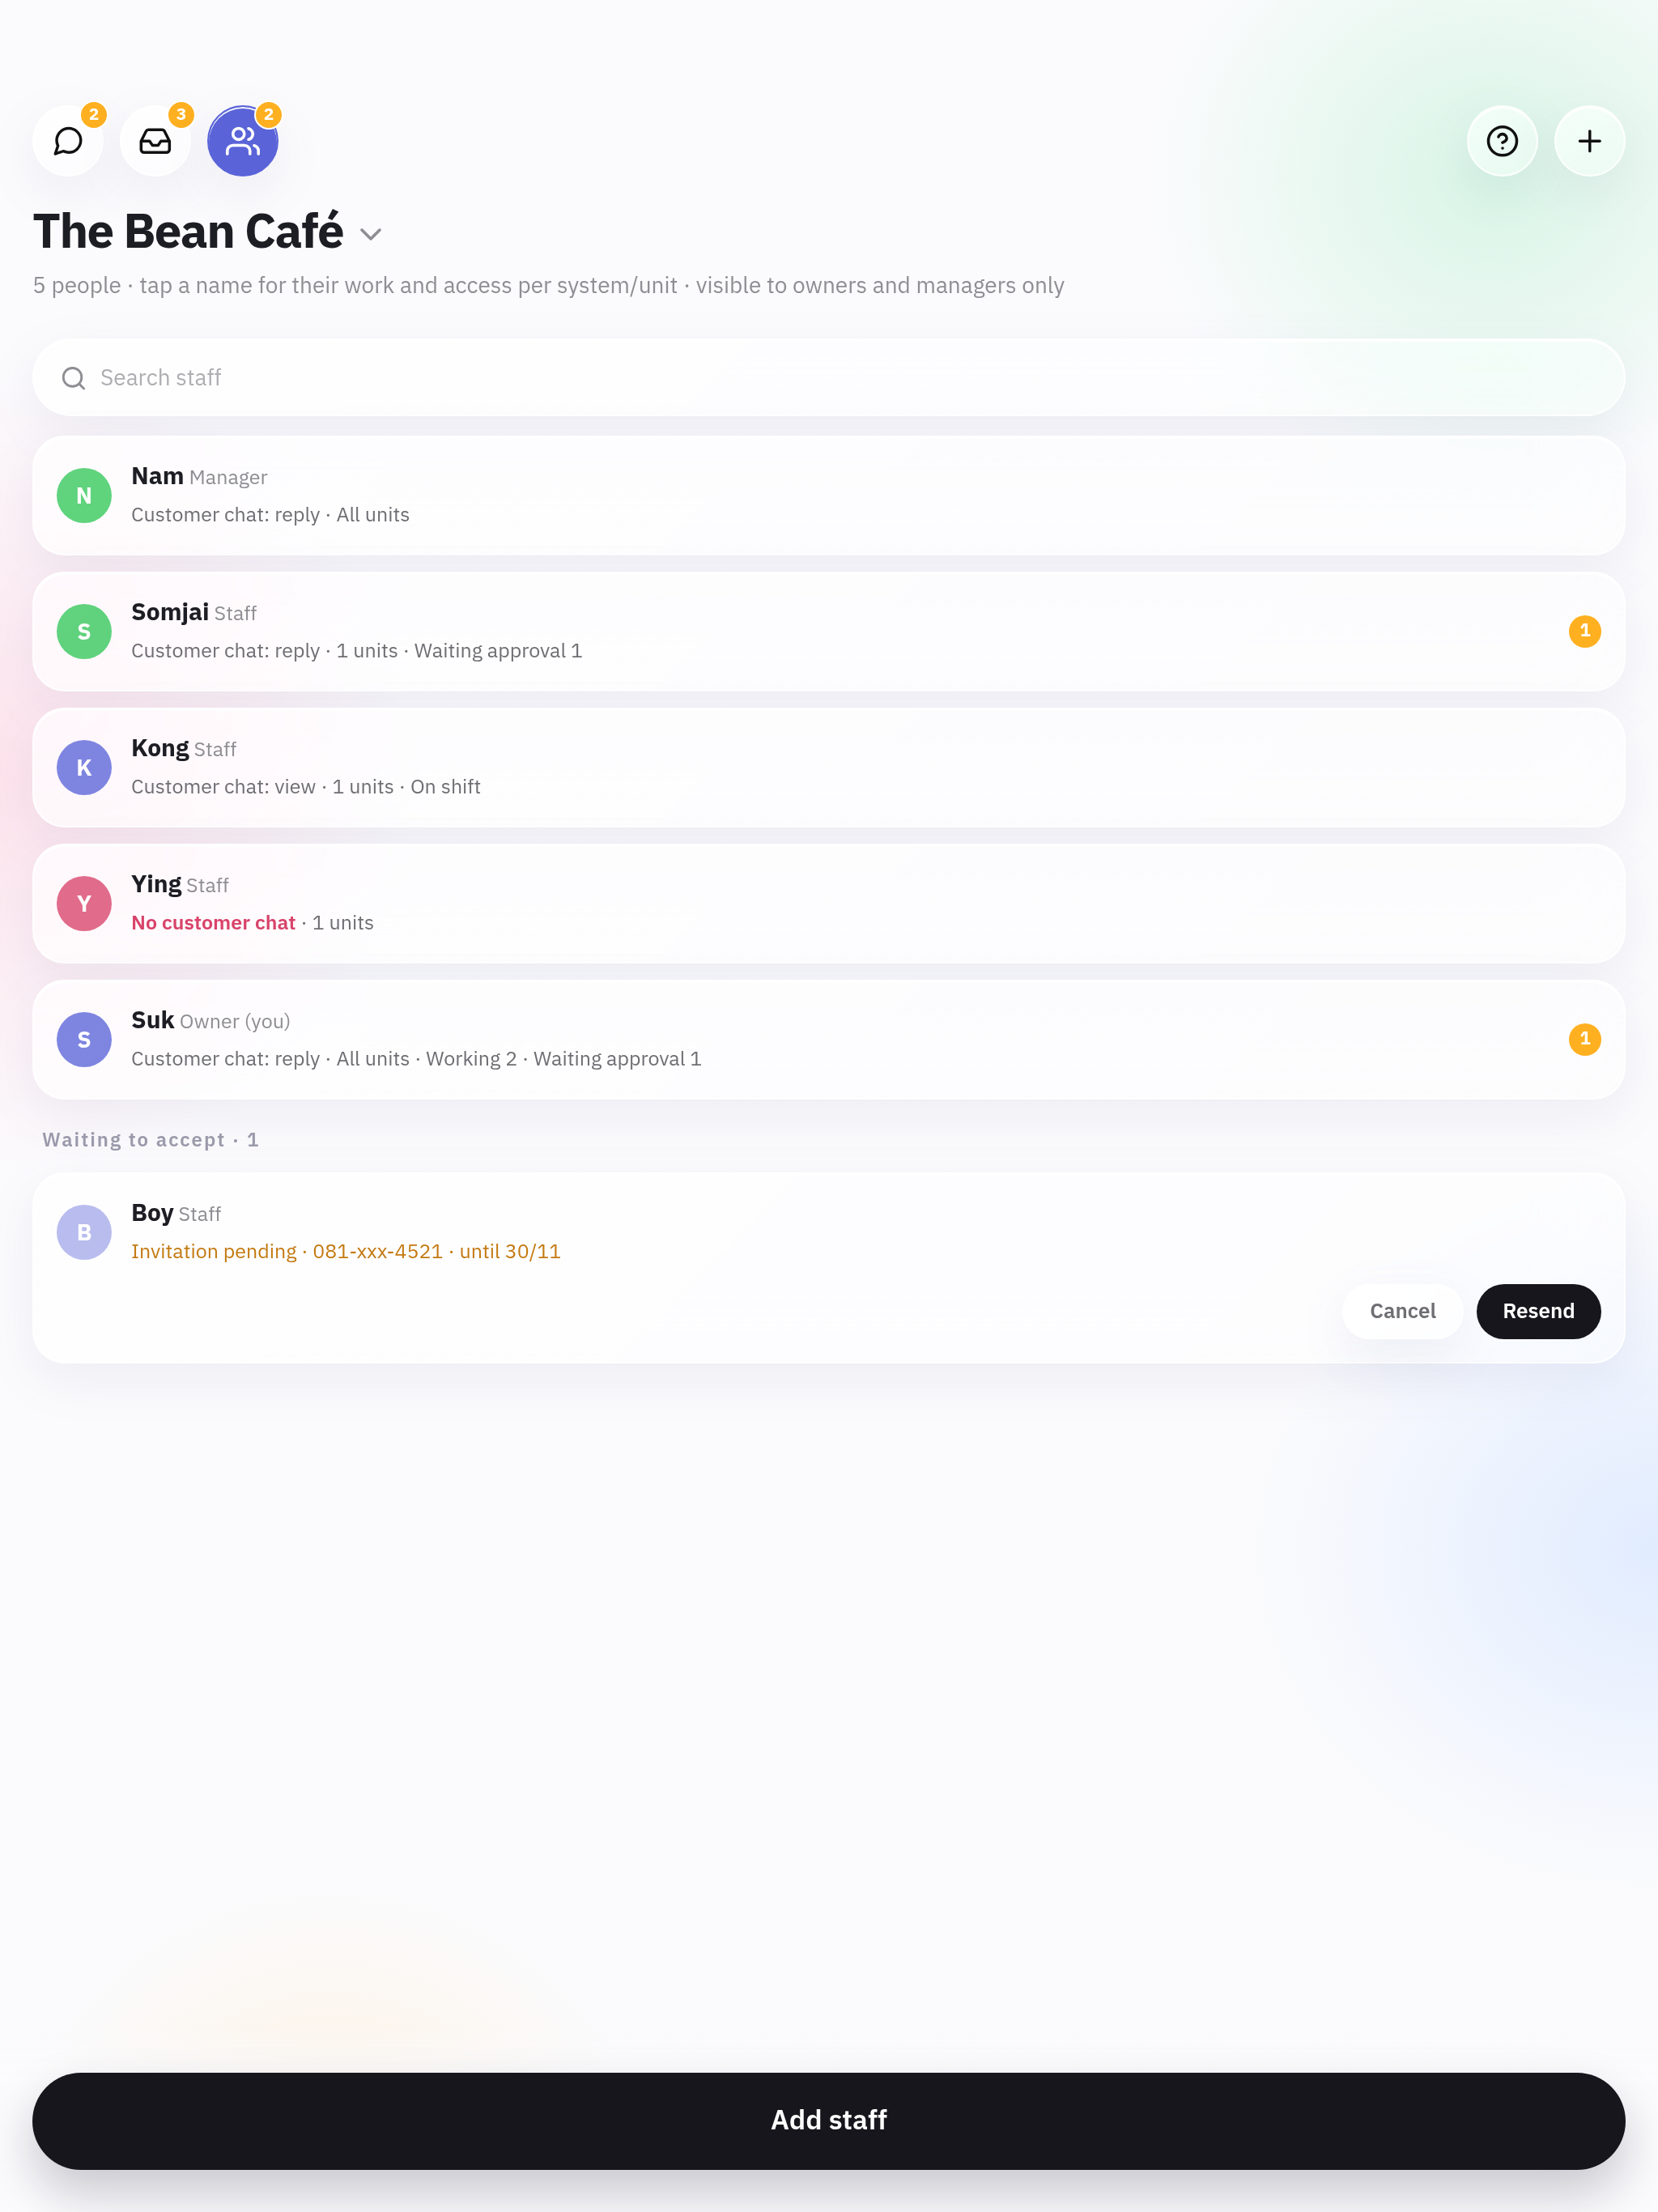 2
3
2
The Bean Café
5 people · tap a name for their work and access per system/unit · visible to owners and managers only
Search staff
N
Nam Manager
Customer chat: reply · All units
S
Somjai Staff
Customer chat: reply · 1 units · Waiting approval 1
1
K
Kong Staff
Customer chat: view · 1 units · On shift
Y
Ying Staff
No customer chat · 1 units
S
Suk Owner (you)
Customer chat: reply · All units · Working 2 · Waiting approval 1
1
Waiting to accept · 1
B
Boy Staff
Invitation pending · 081-xxx-4521 · until 30/11
Cancel
Resend
Add staff